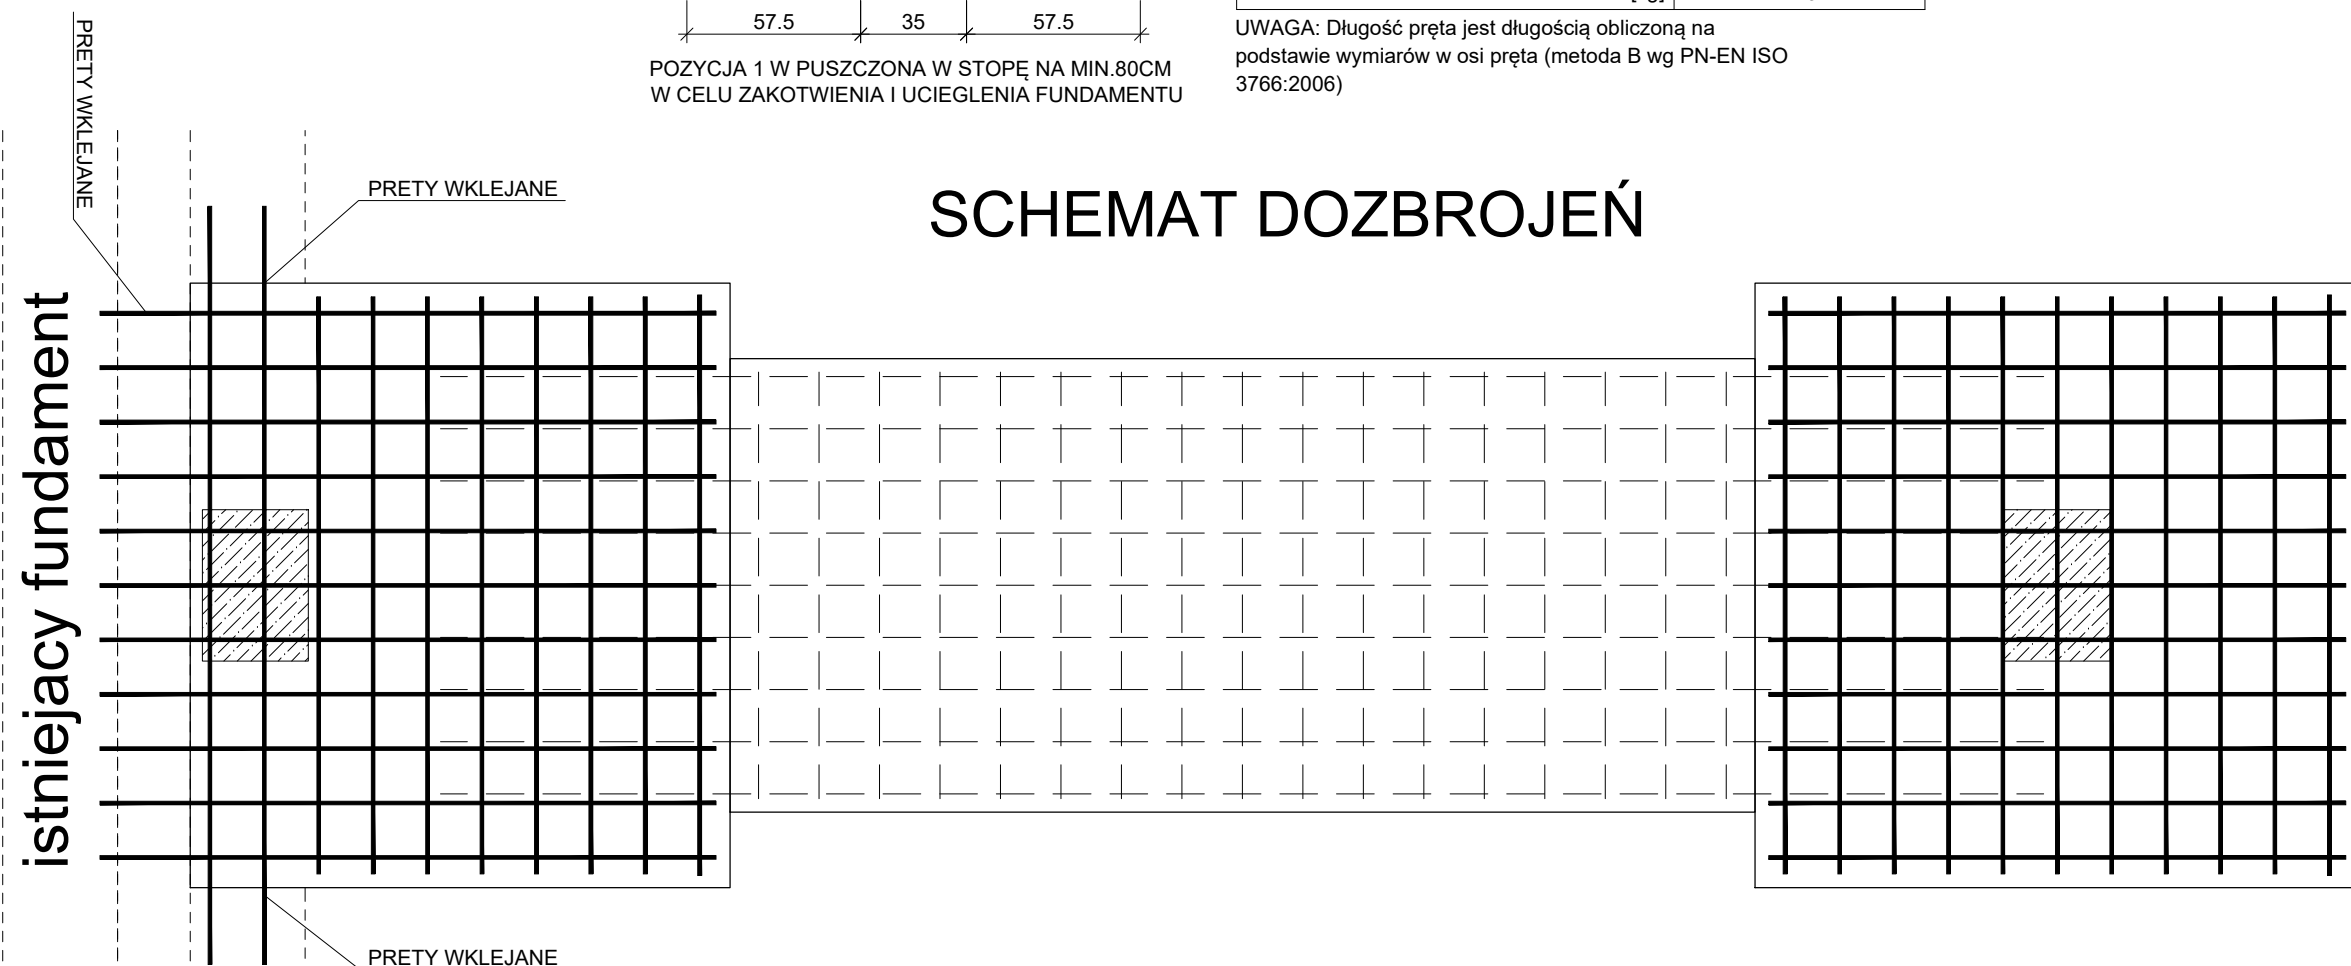 57.5
35
57.5
POZYCJA 1 W PUSZCZONA W STOPĘ NA MIN.80CM
W CELU ZAKOTWIENIA I UCIEGLENIA FUNDAMENTU
UWAGA: Długość pręta jest długością obliczoną na
podstawie wymiarów w osi pręta (metoda B wg PN-EN ISO
3766:2006)
PRETY WKLEJANE
PRETY WKLEJANE
SCHEMAT DOZBROJEŃ
istniejacy fundament
PRETY WKLEJANE